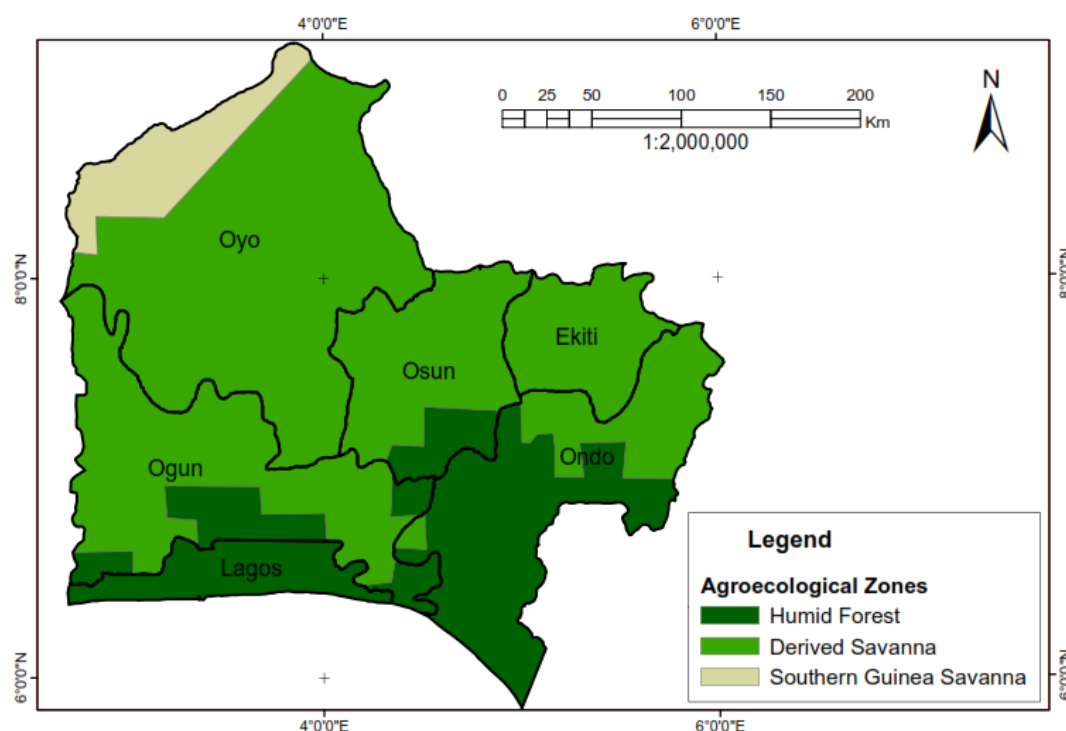 4°0'0"E 6°0'0"E
N
0 25 50 100 150 200
Km
1:2,000,000
Oyo
8°0'0"N 8°0'0"N
Ekiti
Osun
Ogun
Ondo
Lagos
Legend
Agroecological Zones
Humid Forest
Derived Savanna
Southern Guinea Savanna
6°0'0"N 6°0'0"N
4°0'0"E 6°0'0"E